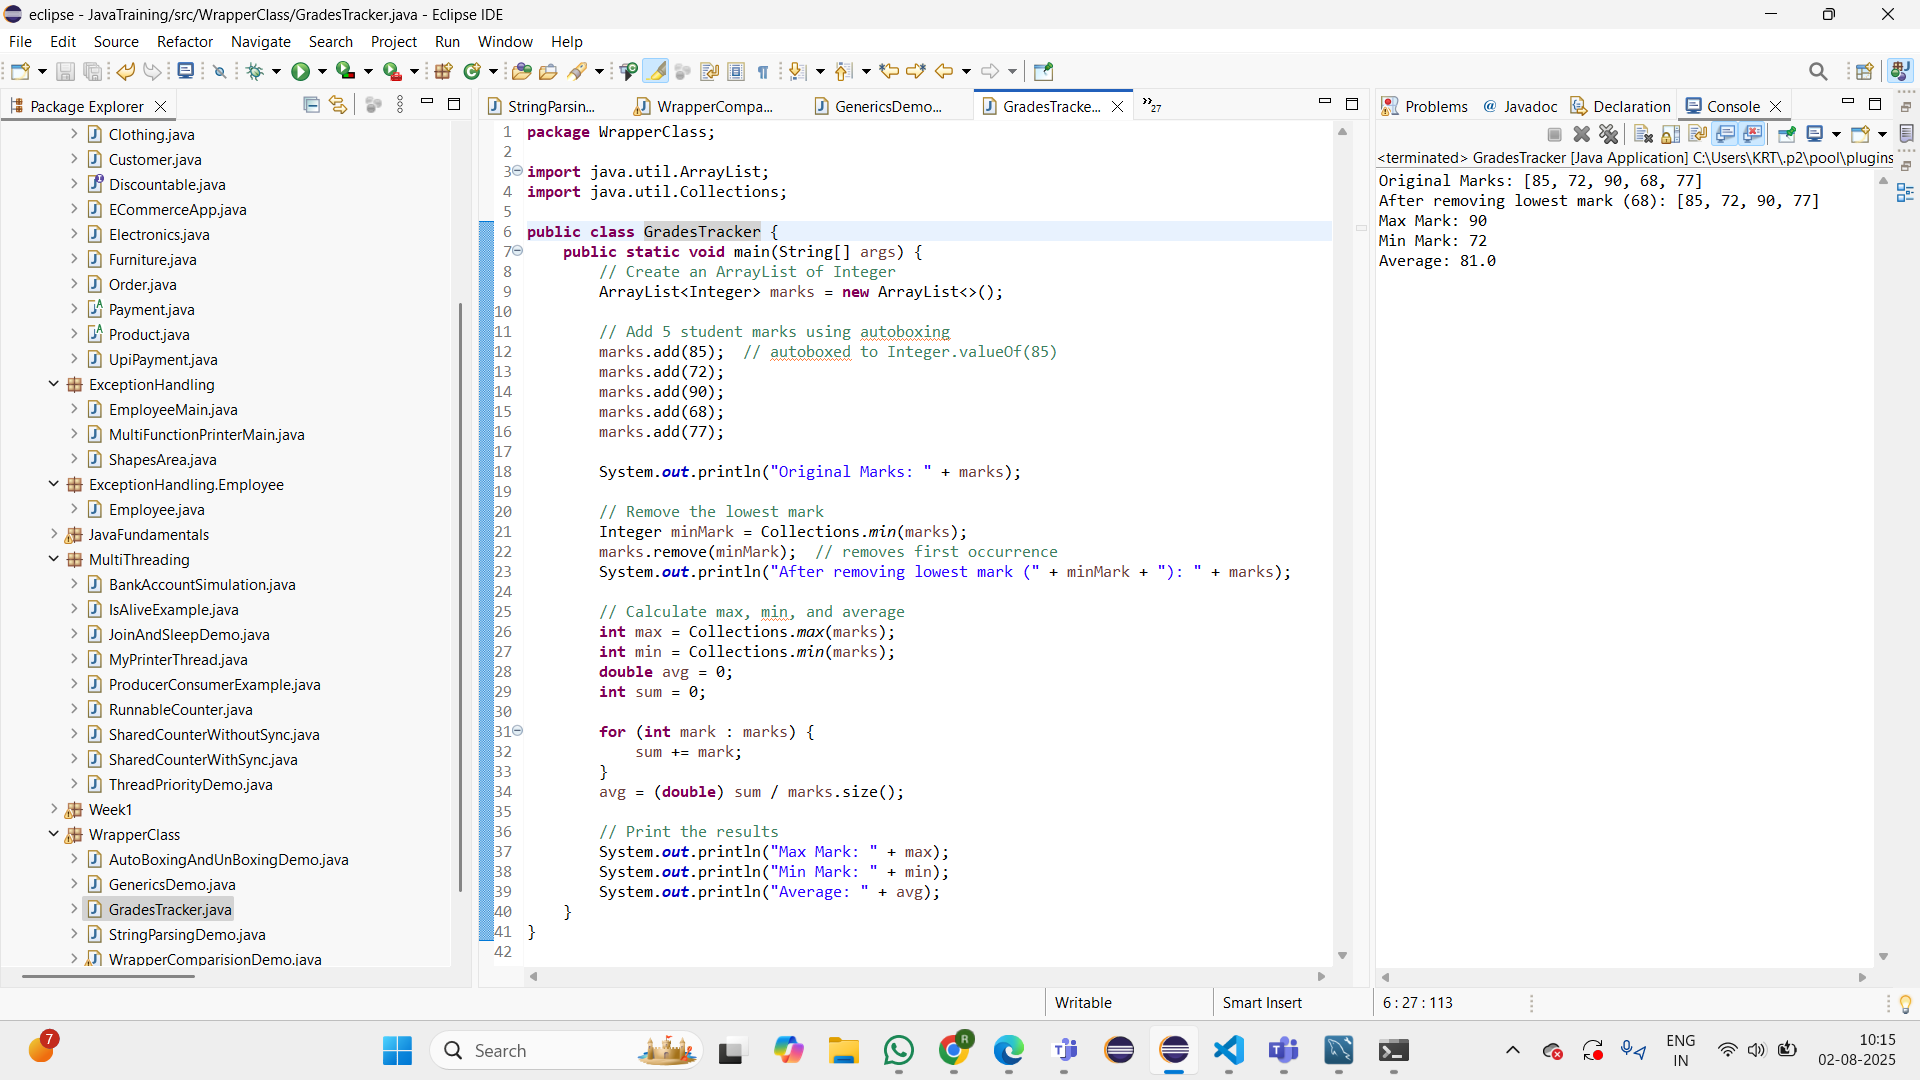 eclipse - JavaTraining/src/WrapperClass/GradesTracker.java - Eclipse IDE
File Edit Source Refactor Navigate Search Project Run Window Help
Package Explorer
Clothing.java
Customer.java
Discountable.java
ECommerceApp.java
Electronics.java
Furniture.java
Order.java
Payment.java
Product.java
UpiPayment.java
ExceptionHandling
EmployeeMain.java
MultiFunctionPrinterMain.java
ShapesArea.java
ExceptionHandling.Employee
Employee.java
JavaFundamentals
MultiThreading
BankAccountSimulation.java
IsAliveExample.java
JoinAndSleepDemo.java
MyPrinterThread.java
ProducerConsumerExample.java
RunnableCounter.java
SharedCounterWithoutSync.java
SharedCounterWithSync.java
ThreadPriorityDemo.java
Week1
WrapperClass
AutoBoxingAndUnBoxingDemo.java
GenericsDemo.java
GradesTracker.java
StringParsingDemo.java
WrapperComparisionDemo.java
StringParsin... WrapperCompa... GenericsDemo... GradesTracke... »27
1 package WrapperClass;
2
3 import java.util.ArrayList;
4 import java.util.Collections;
5
6 public class GradesTracker {
7 public static void main(String[] args) {
8 // Create an ArrayList of Integer
9 ArrayList<Integer> marks = new ArrayList<>();
10
11 // Add 5 student marks using autoboxing
12 marks.add(85);  // autoboxed to Integer.valueOf(85)
13 marks.add(72);
14 marks.add(90);
15 marks.add(68);
16 marks.add(77);
17
18 System.out.println("Original Marks: " + marks);
19
20 // Remove the lowest mark
21 Integer minMark = Collections.min(marks);
22 marks.remove(minMark);  // removes first occurrence
23 System.out.println("After removing lowest mark (" + minMark + "): " + marks);
24
25 // Calculate max, min, and average
26 int max = Collections.max(marks);
27 int min = Collections.min(marks);
28 double avg = 0;
29 int sum = 0;
30
31 for (int mark : marks) {
32 sum += mark;
33 }
34 avg = (double) sum / marks.size();
35
36 // Print the results
37 System.out.println("Max Mark: " + max);
38 System.out.println("Min Mark: " + min);
39 System.out.println("Average: " + avg);
40 }
41 }
42
Problems @ Javadoc Declaration Console
<terminated> GradesTracker [Java Application] C:\Users\KRT\.p2\pool\plugins
Original Marks: [85, 72, 90, 68, 77]
After removing lowest mark (68): [85, 72, 90, 77]
Max Mark: 90
Min Mark: 72
Average: 81.0
Writable Smart Insert 6 : 27 : 113
7
Search
R
ENG
IN
10:15
02-08-2025